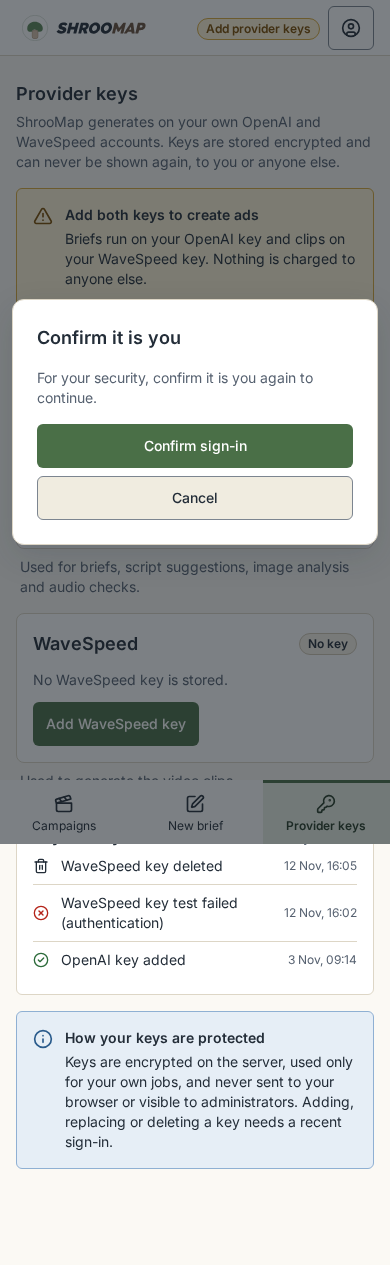 SHROOMAP
Add provider keys
Provider keys
ShrooMap generates on your own OpenAI and
WaveSpeed accounts. Keys are stored encrypted and
can never be shown again, to you or anyone else.
Add both keys to create ads
Briefs run on your OpenAI key and clips on
your WaveSpeed key. Nothing is charged to
anyone else.
Confirm it is you
For your security, confirm it is you again to
continue.
Confirm sign-in
Cancel
Used for briefs, script suggestions, image analysis
and audio checks.
WaveSpeed
No key
No WaveSpeed key is stored.
Add WaveSpeed key
Used to generate the video clips.
Campaigns
New brief
Provider keys
WaveSpeed key deleted
12 Nov, 16:05
WaveSpeed key test failed
(authentication)
12 Nov, 16:02
OpenAI key added
3 Nov, 09:14
How your keys are protected
Keys are encrypted on the server, used only
for your own jobs, and never sent to your
browser or visible to administrators. Adding,
replacing or deleting a key needs a recent
sign-in.